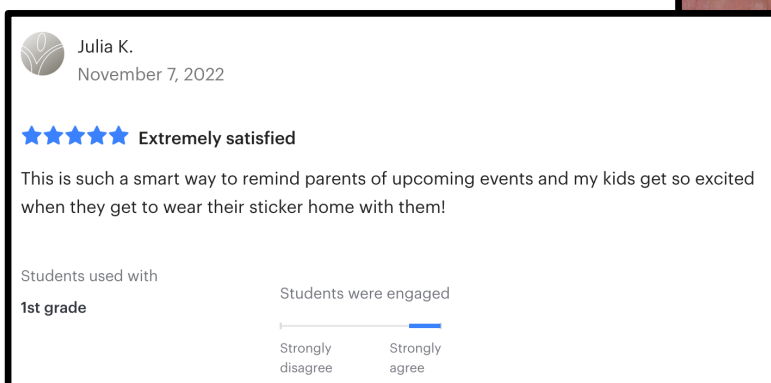 Julia K.
November 7, 2022
Extremely satisfied
This is such a smart way to remind parents of upcoming events and my kids get so excited
when they get to wear their sticker home with them!
Students used with
1st grade
Students were engaged
Strongly disagree
Strongly agree